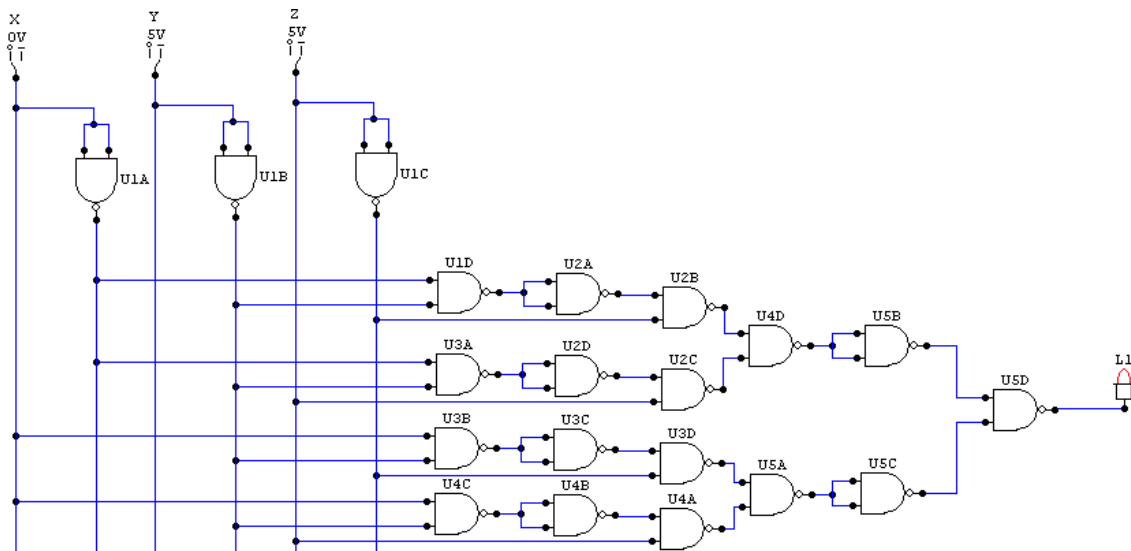 X Y Z
0V 5V 5V
U1A U1B U1C
U1D U2A U2B
U4D U5B
U3A U2D U2C
L1
U5D
U3B U3C U3D
U5A U5C
U4C U4B U4A